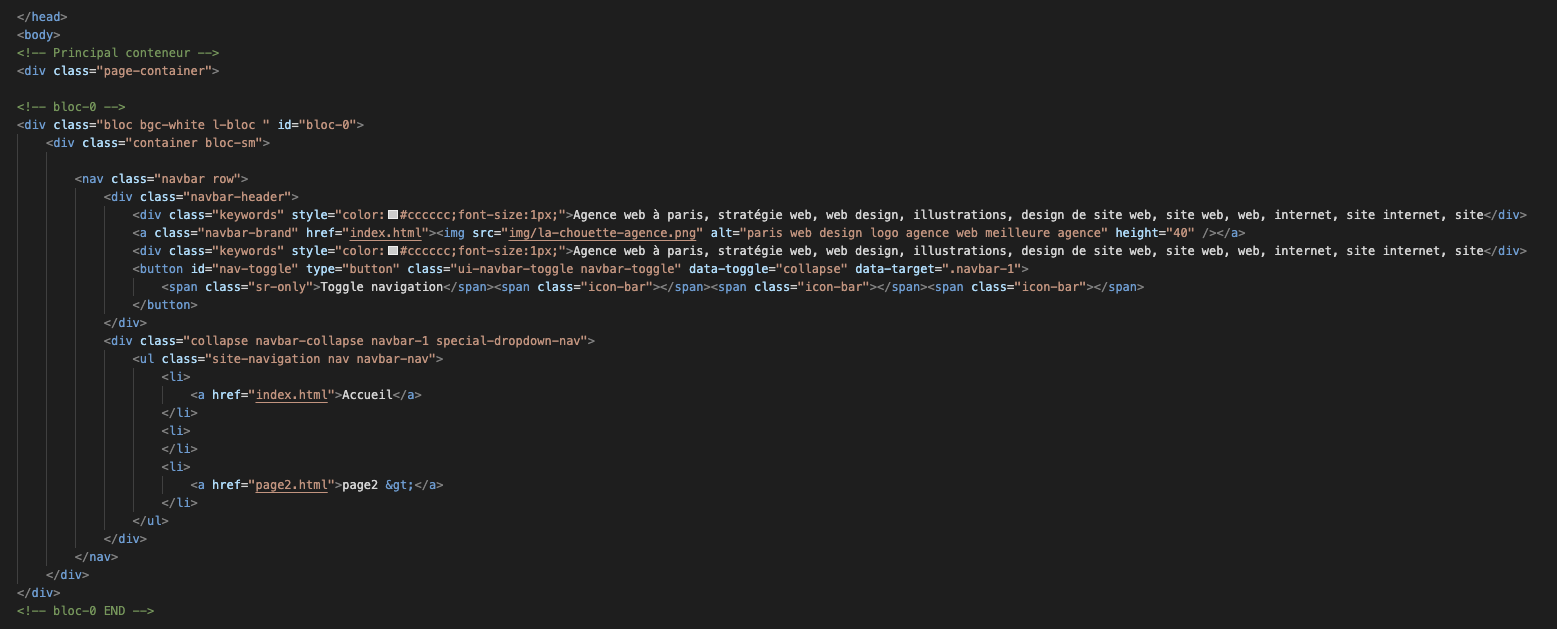 </head>
<body>
<!-- Principal conteneur -->
<div class="page-container">
<!-- bloc-0 -->
<div class="bloc bgc-white l-bloc " id="bloc-0">
<div class="container bloc-sm">
<nav class="navbar row">
<div class="navbar-header">
<div class="keywords" style="color:#cccccc;font-size:1px;">Agence web à paris, stratégie web, web design, illustrations, design de site web, site web, web, internet, site internet, site</div>
<a class="navbar-brand" href="index.html"><img src="img/la-chouette-agence.png" alt="paris web design logo agence web meilleure agence" height="40" /></a>
<div class="keywords" style="color:#cccccc;font-size:1px;">Agence web à paris, stratégie web, web design, illustrations, design de site web, site web, web, internet, site internet, site</div>
<button id="nav-toggle" type="button" class="ui-navbar-toggle navbar-toggle" data-toggle="collapse" data-target=".navbar-1">
<span class="sr-only">Toggle navigation</span><span class="icon-bar"></span><span class="icon-bar"></span><span class="icon-bar"></span>
</button>
</div>
<div class="collapse navbar-collapse navbar-1 special-dropdown-nav">
<ul class="site-navigation nav navbar-nav">
<li>
<a href="index.html">Accueil</a>
</li>
<li>
</li>
<li>
<a href="page2.html">page2 &gt;</a>
</li>
</ul>
</div>
</nav>
</div>
</div>
<!-- bloc-0 END -->